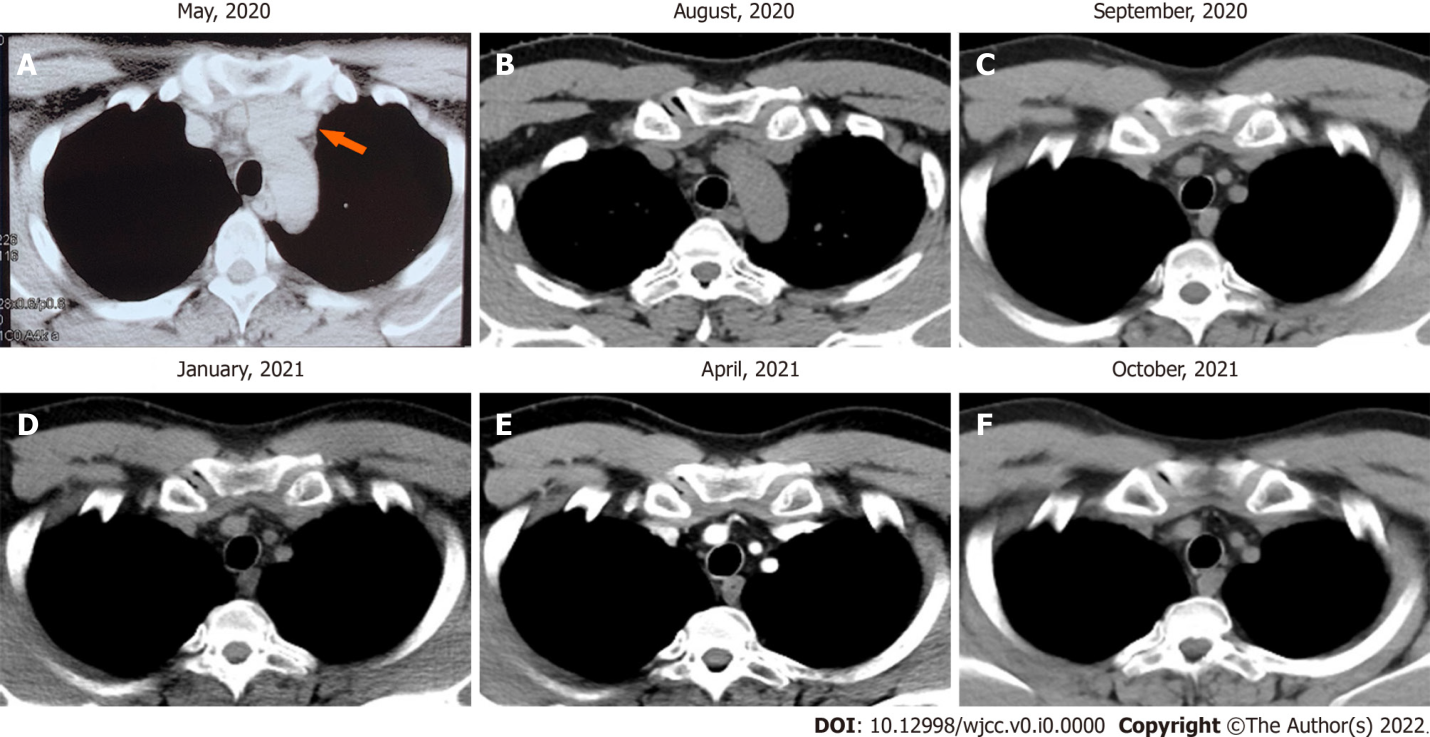 May, 2020
August, 2020
September, 2020
A
B
C
January, 2021
April, 2021
October, 2021
D
E
F
DOI: 10.12998/wjcc.v0.i0.0000 Copyright ©The Author(s) 2022.